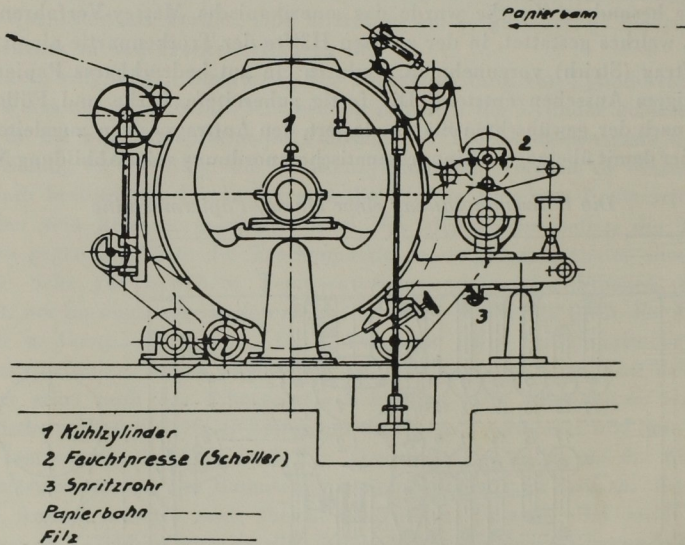 Papierbahn
1
2
3
1 Kühlzylinder
2 Feuchtpresse (Schöller)
3 Spritzrohr
Papierbahn
Filz